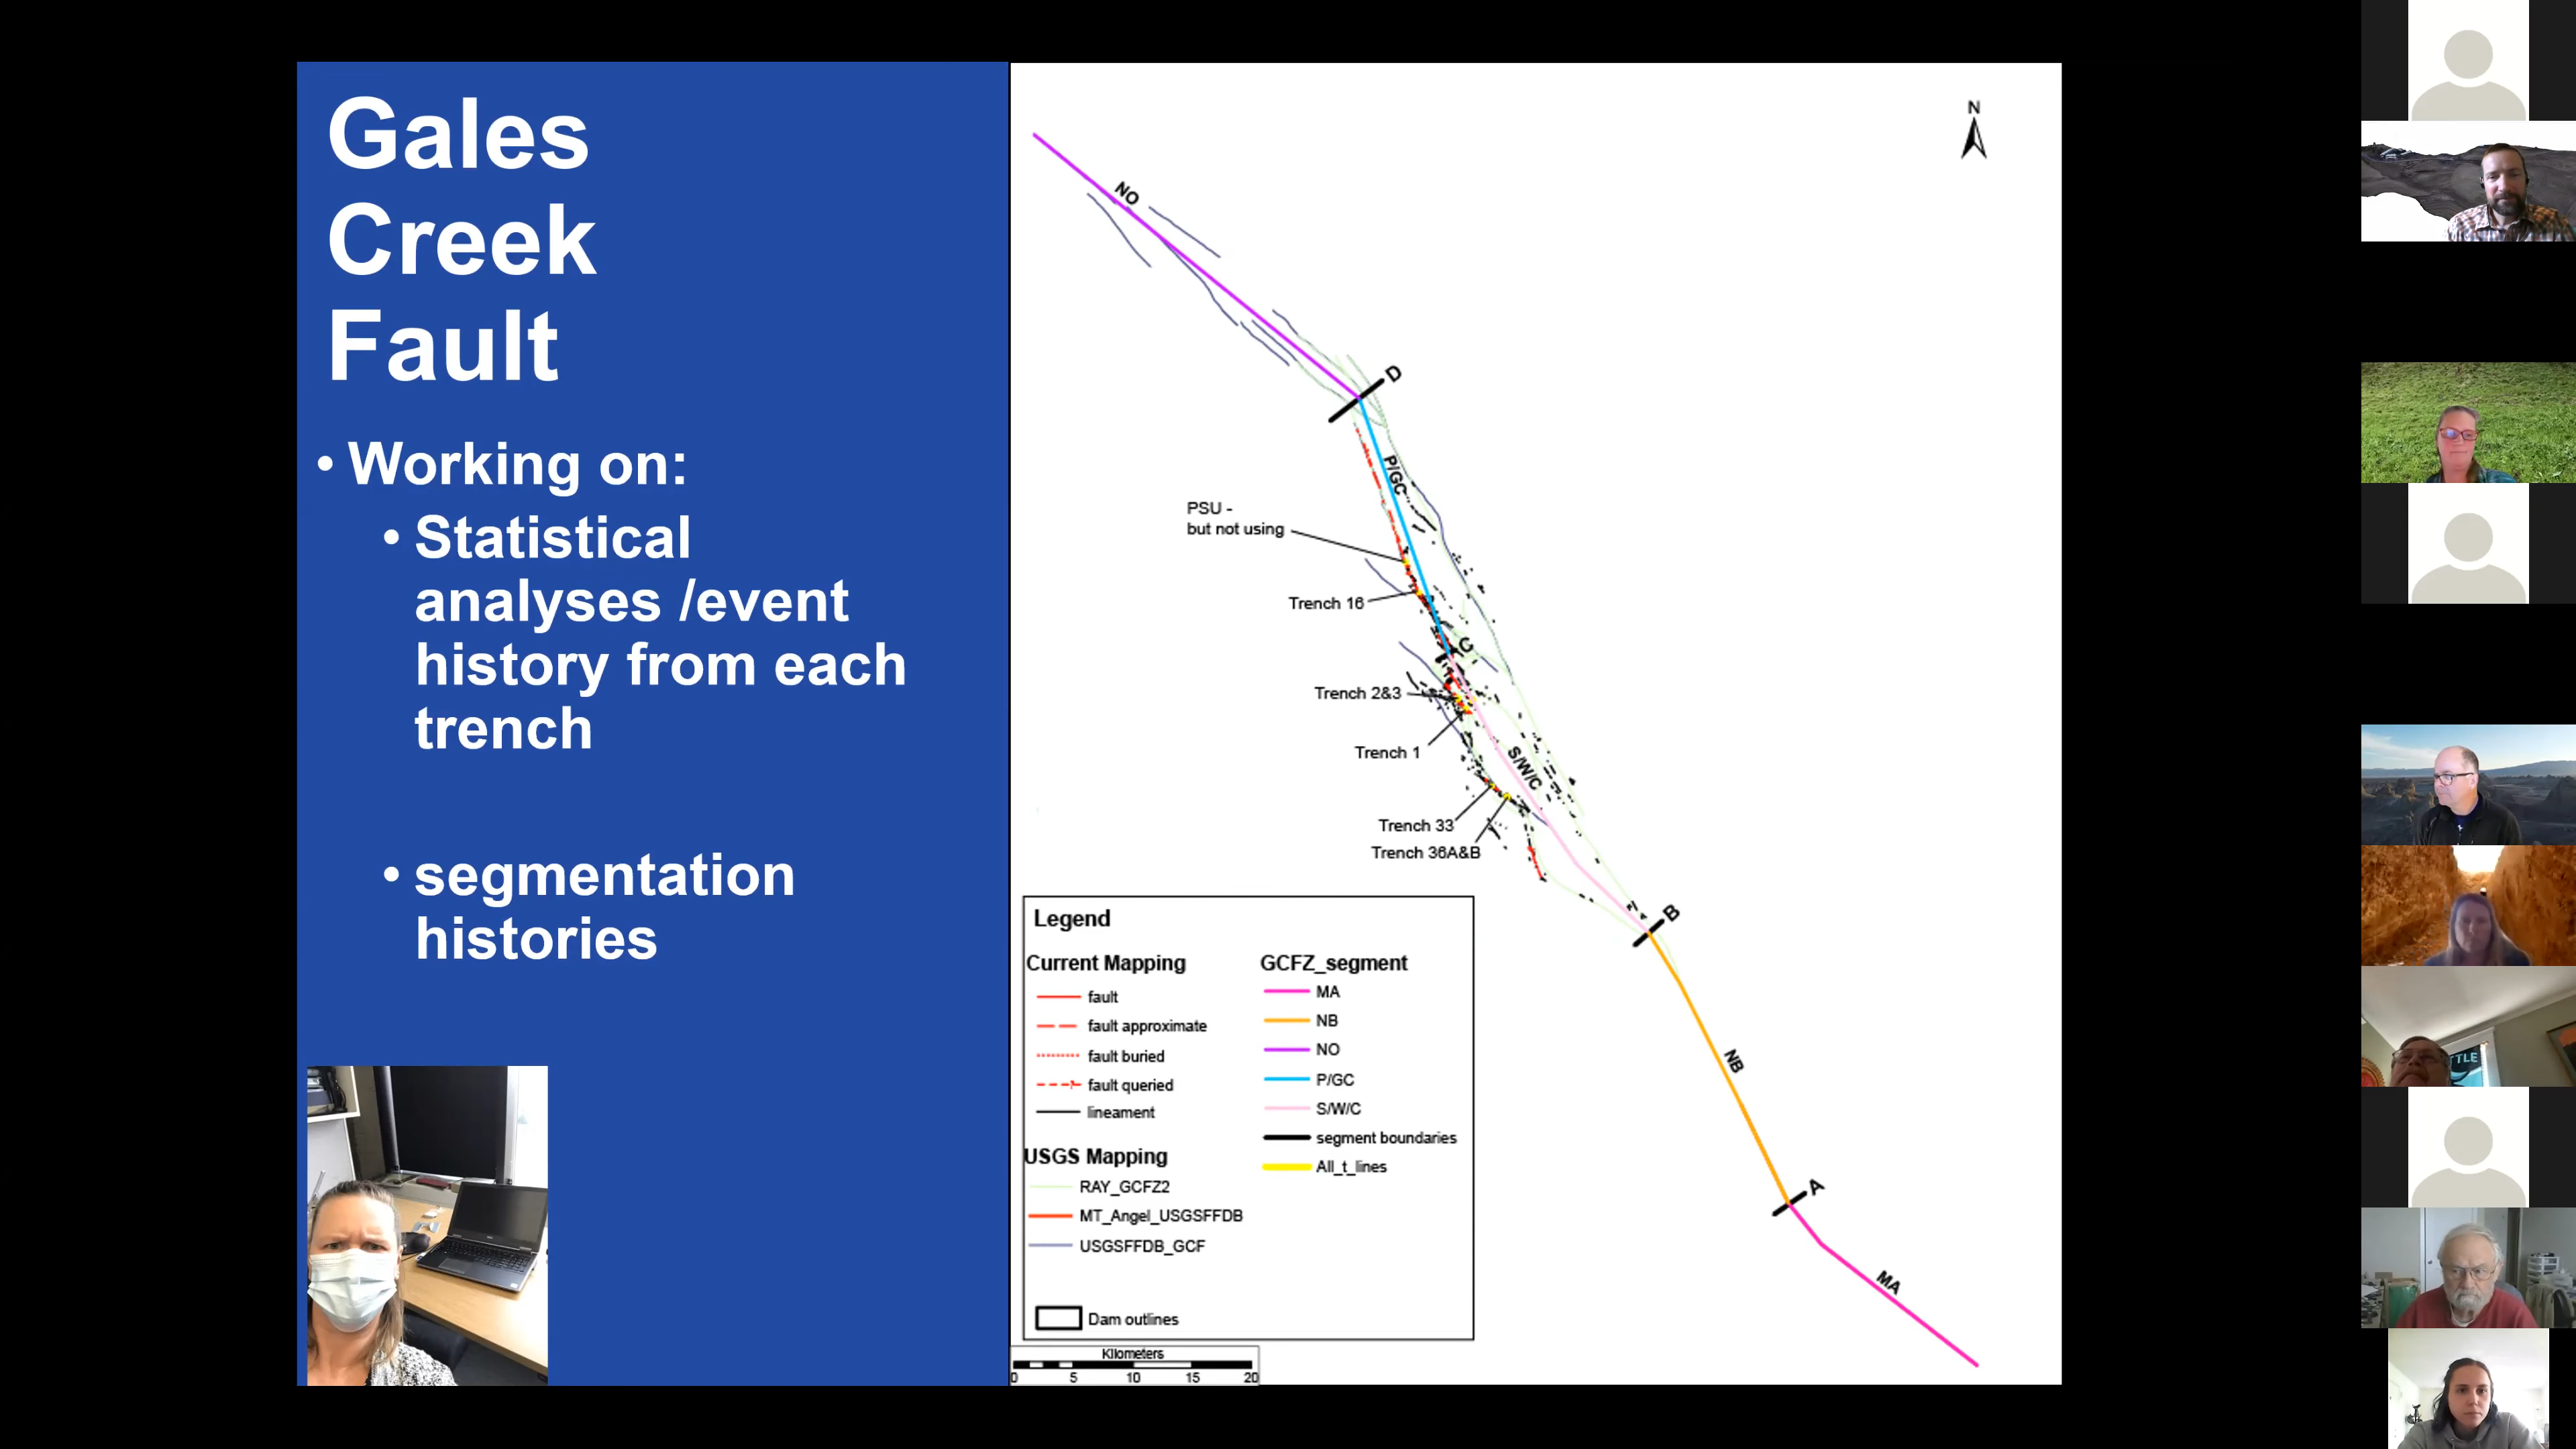 Gales
Creek
Fault
• Working on:
• Statistical
analyses /event
history from each
trench
• segmentation
histories
N
NO
D
P/GC
PSU -
but not using
Trench 16
C
Trench 2&3
Trench 1
S/W/C
Trench 33
Trench 36A&B
B
NB
A
MA
Legend
Current Mapping
fault
fault approximate
fault buried
fault queried
lineament
USGS Mapping
RAY_GCFZ2
MT_Angel_USGSFFDB
USGSFFDB_GCF
Dam outlines
GCFZ_segment
MA
NB
NO
P/GC
S/W/C
segment boundaries
All_t_lines
Kilometers
0 5 10 15 20
TTLE